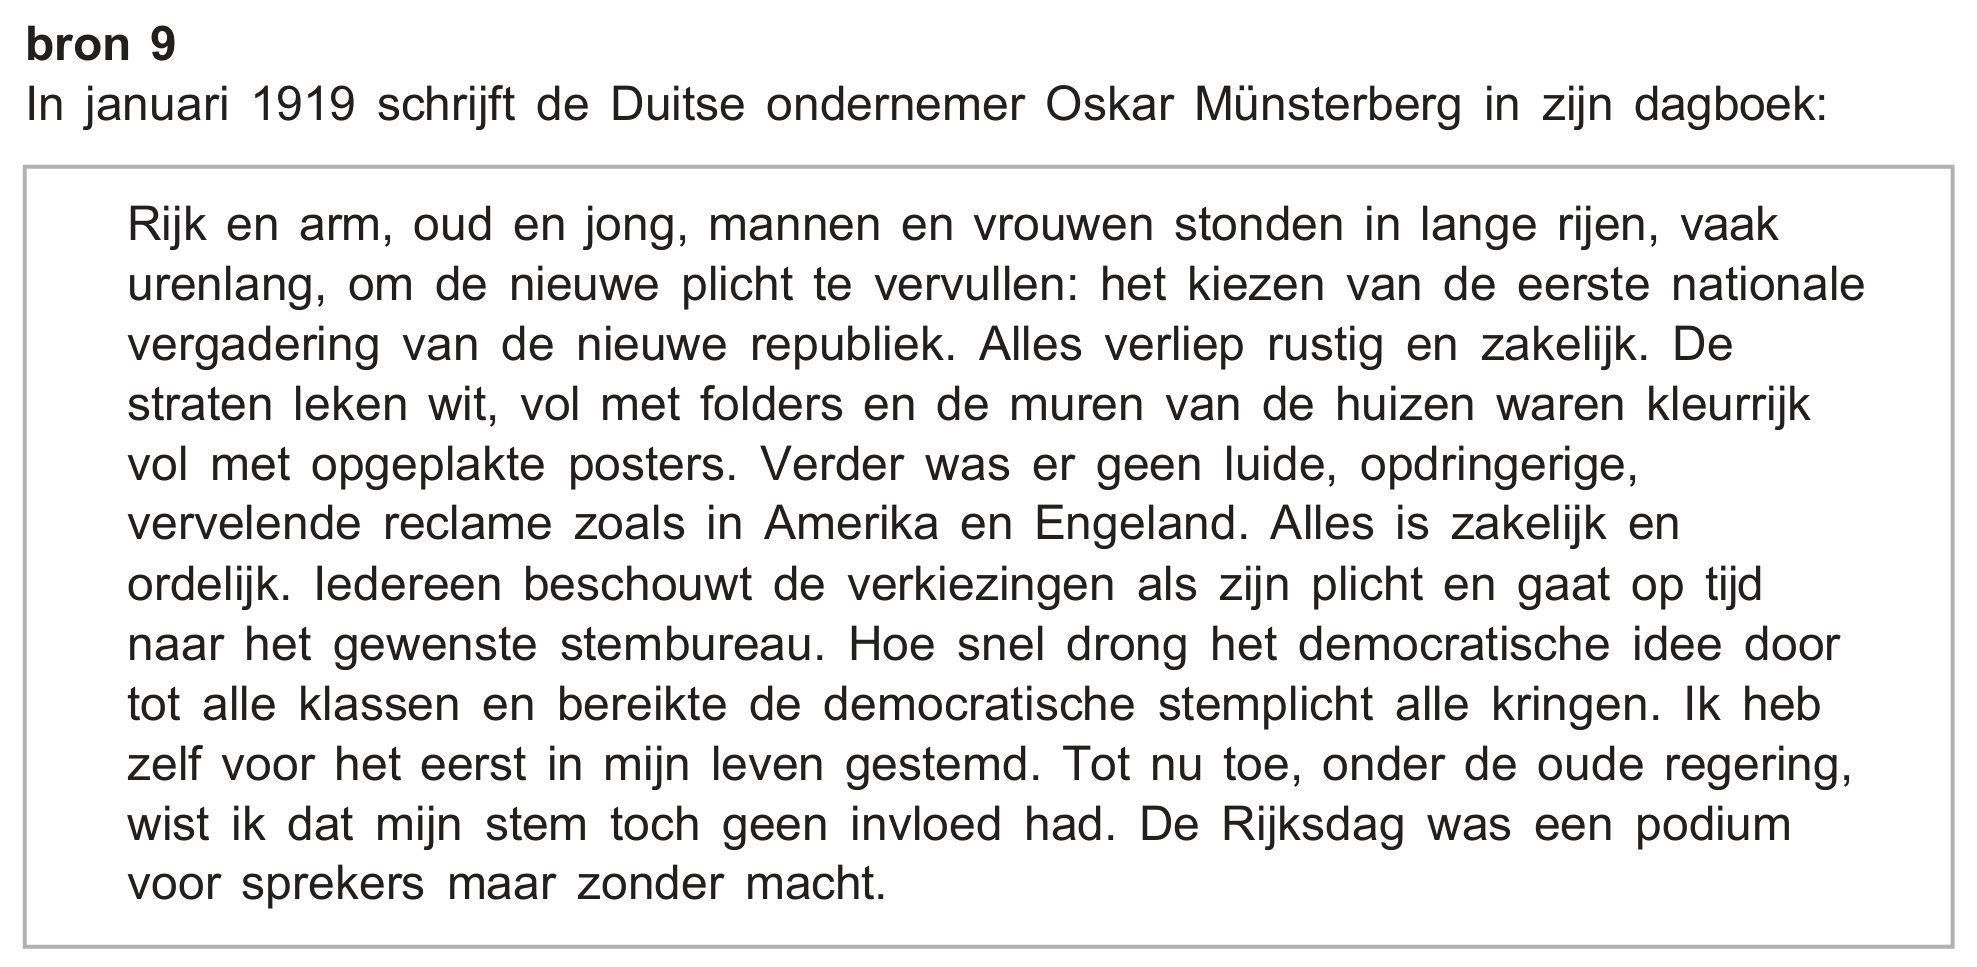 bron 9
In januari 1919 schrijft de Duitse ondernemer Oskar Münsterberg in zijn dagboek:
Rijk en arm, oud en jong, mannen en vrouwen stonden in lange rijen, vaak
urenlang, om de nieuwe plicht te vervullen: het kiezen van de eerste nationale
vergadering van de nieuwe republiek. Alles verliep rustig en zakelijk. De
straten leken wit, vol met folders en de muren van de huizen waren kleurrijk
vol met opgeplakte posters. Verder was er geen luide, opdringerige,
vervelende reclame zoals in Amerika en Engeland. Alles is zakelijk en
ordelijk. Iedereen beschouwt de verkiezingen als zijn plicht en gaat op tijd
naar het gewenste stembureau. Hoe snel drong het democratische idee door
tot alle klassen en bereikte de democratische stemplicht alle kringen. Ik heb
zelf voor het eerst in mijn leven gestemd. Tot nu toe, onder de oude regering,
wist ik dat mijn stem toch geen invloed had. De Rijksdag was een podium
voor sprekers maar zonder macht.